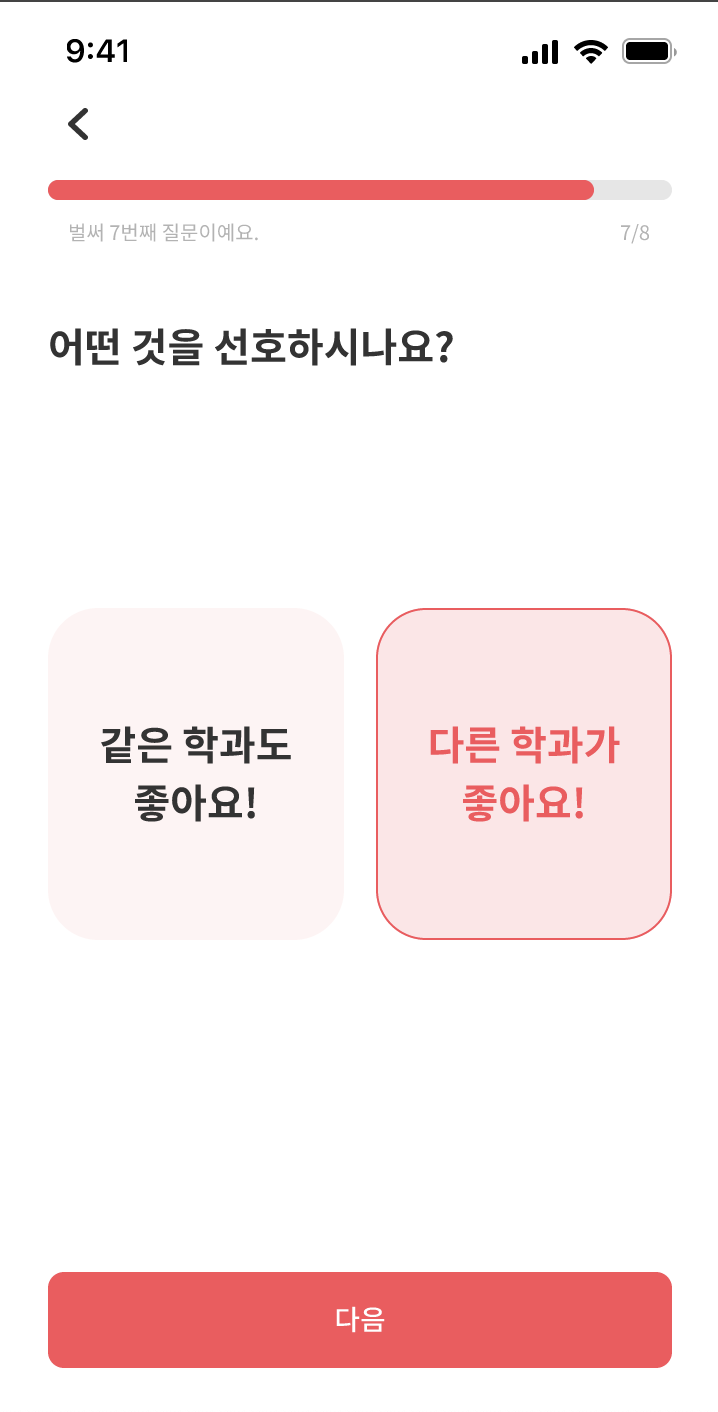 9:41
벌써 7번째 질문이예요.
7/8
어떤 것을 선호하시나요?
같은 학과도
좋아요!
다른 학과가
좋아요!
다음